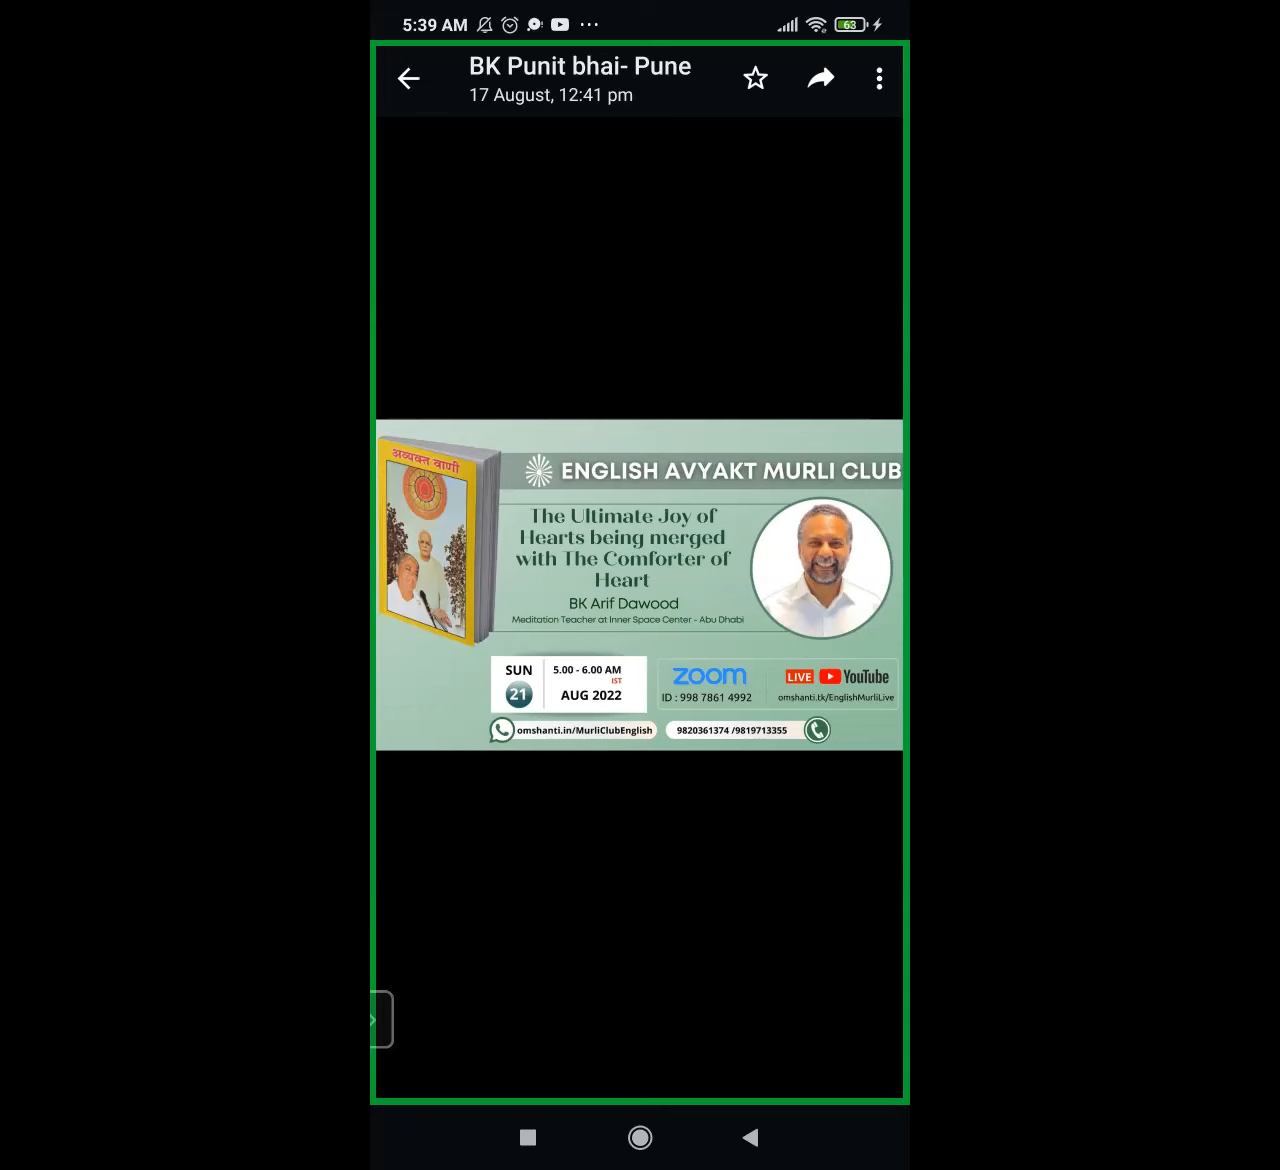 5:39 AM
63
BK Punit bhai- Pune
17 August, 12:41 pm
अव्यक्त वाणी
ENGLISH AVYAKT MURLI CLUB
The Ultimate Joy of
Hearts being merged
with The Comforter of
Heart
BK Arif Dawood
Meditation Teacher at Inner Space Center - Abu Dhabi
SUN
21
5.00 - 6.00 AM
IST
AUG 2022
zoom
ID : 998 7861 4992
LIVE YouTube
omshanti.tk/EnglishMurliLive
omshanti.in/MurliClubEnglish
9820361374 /9819713355